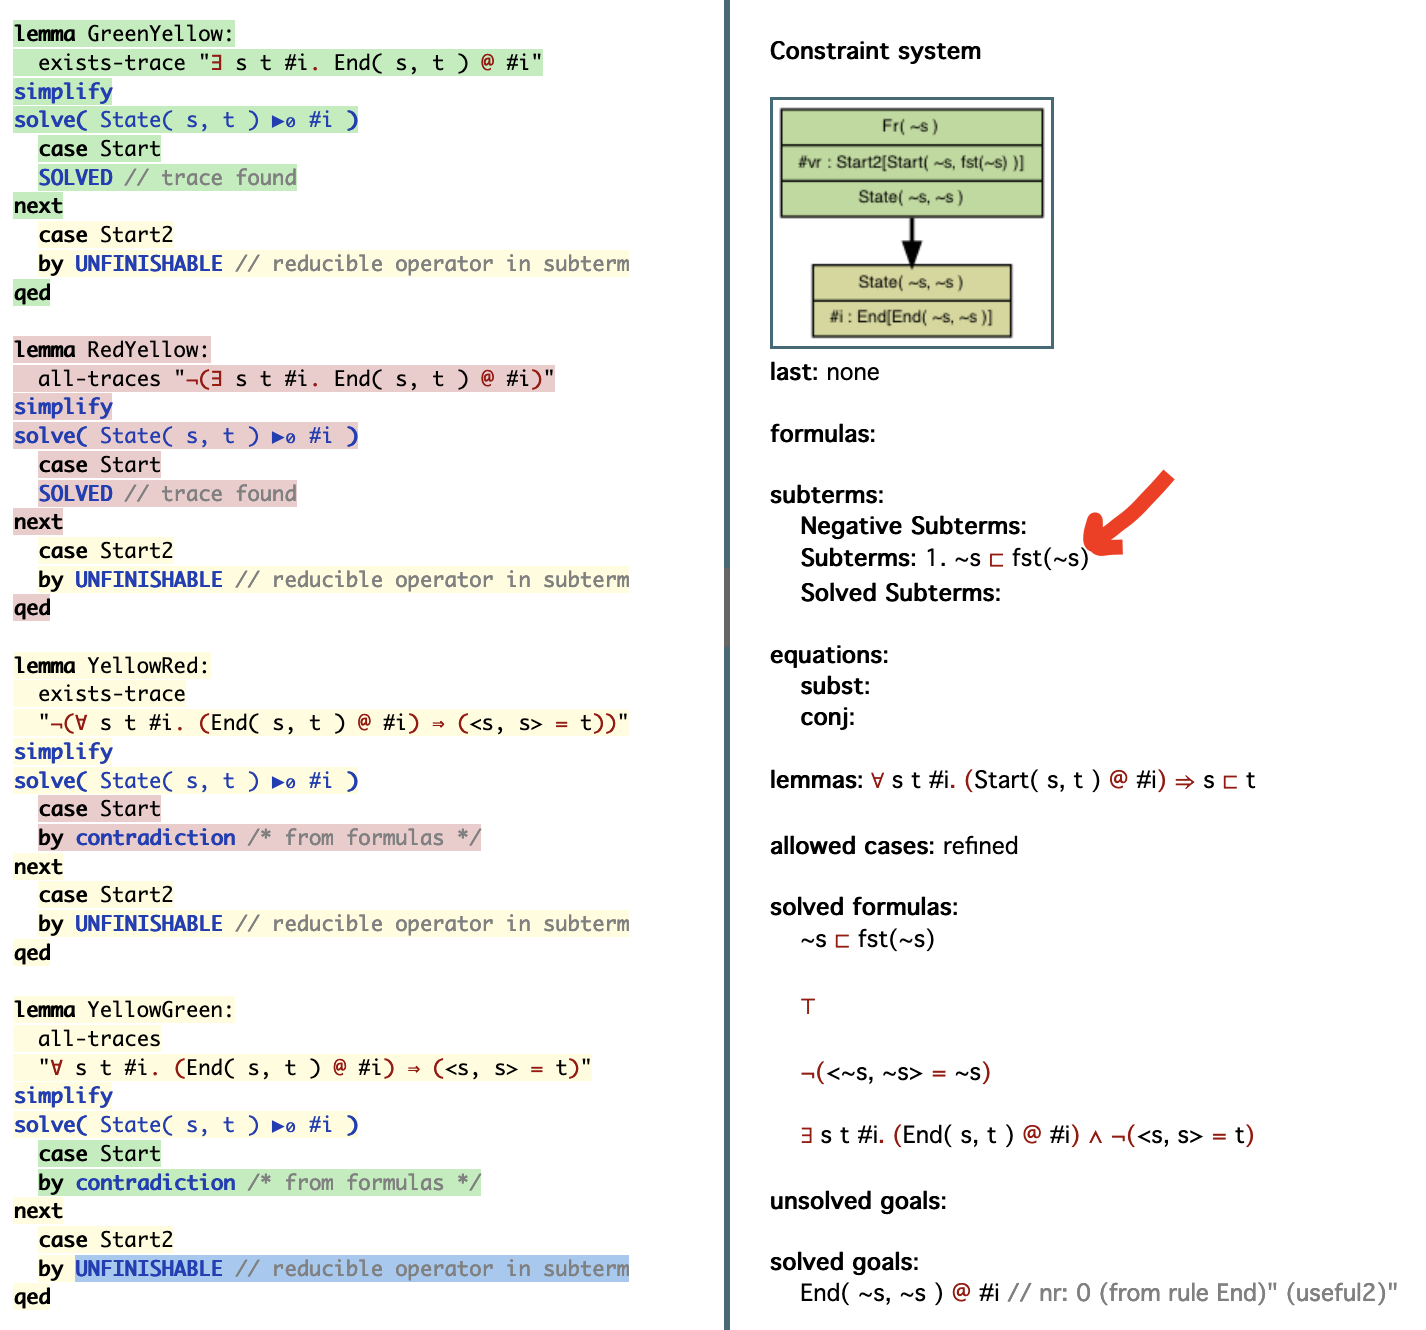 lemma GreenYellow:
exists-trace "∃ s t #i. End( s, t ) @ #i"
simplify
solve( State( s, t ) ▶₀ #i )
case Start
SOLVED // trace found
next
case Start2
by UNFINISHABLE // reducible operator in subterm
qed
lemma RedYellow:
all-traces "¬(∃ s t #i. End( s, t ) @ #i)"
simplify
solve( State( s, t ) ▶₀ #i )
case Start
SOLVED // trace found
next
case Start2
by UNFINISHABLE // reducible operator in subterm
qed
lemma YellowRed:
exists-trace
"¬(∀ s t #i. (End( s, t ) @ #i) ⇒ (<s, s> = t))"
simplify
solve( State( s, t ) ▶₀ #i )
case Start
by contradiction /* from formulas */
next
case Start2
by UNFINISHABLE // reducible operator in subterm
qed
lemma YellowGreen:
all-traces
"∀ s t #i. (End( s, t ) @ #i) ⇒ (<s, s> = t)"
simplify
solve( State( s, t ) ▶₀ #i )
case Start
by contradiction /* from formulas */
next
case Start2
by UNFINISHABLE // reducible operator in subterm
qed
Constraint system
Fr( ~s )
#vr : Start2[Start( ~s, fst(~s) )]
State( ~s, ~s )
State( ~s, ~s )
#i : End[End( ~s, ~s )]
last: none
formulas:
subterms:
Negative Subterms:
Subterms: 1. ~s ⊏ fst(~s)
Solved Subterms:
equations:
subst:
conj:
lemmas: ∀ s t #i. (Start( s, t ) @ #i) ⇒ s ⊏ t
allowed cases: refined
solved formulas:
~s ⊏ fst(~s)
⊤
¬(<~s, ~s> = ~s)
∃ s t #i. (End( s, t ) @ #i) ∧ ¬(<s, s> = t)
unsolved goals:
solved goals:
End( ~s, ~s ) @ #i // nr: 0 (from rule End)" (useful2)"